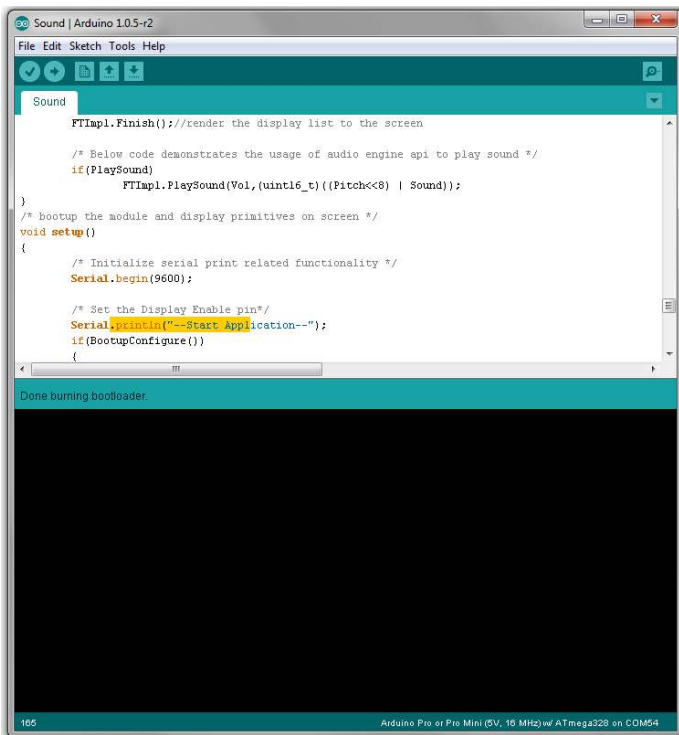 Sound | Arduino 1.0.5-r2
File Edit Sketch Tools Help
Sound
FTImpl.Finish();//render the display list to the screen
/* Below code demonstrates the usage of audio engine api to play sound */
if(PlaySound)
FTImpl.PlaySound(Vol,(uint16_t)((Pitch<<8) | Sound));
}
/* bootup the module and display primitives on screen */
void setup()
{
/* Initialize serial print related functionality */
Serial.begin(9600);
/* Set the Display Enable pin*/
Serial.println("--Start Application--");
if(BootupConfigure())
{
Done burning bootloader.
165
Arduino Pro or Pro Mini (5V, 16 MHz) w/ ATmega328 on COM54